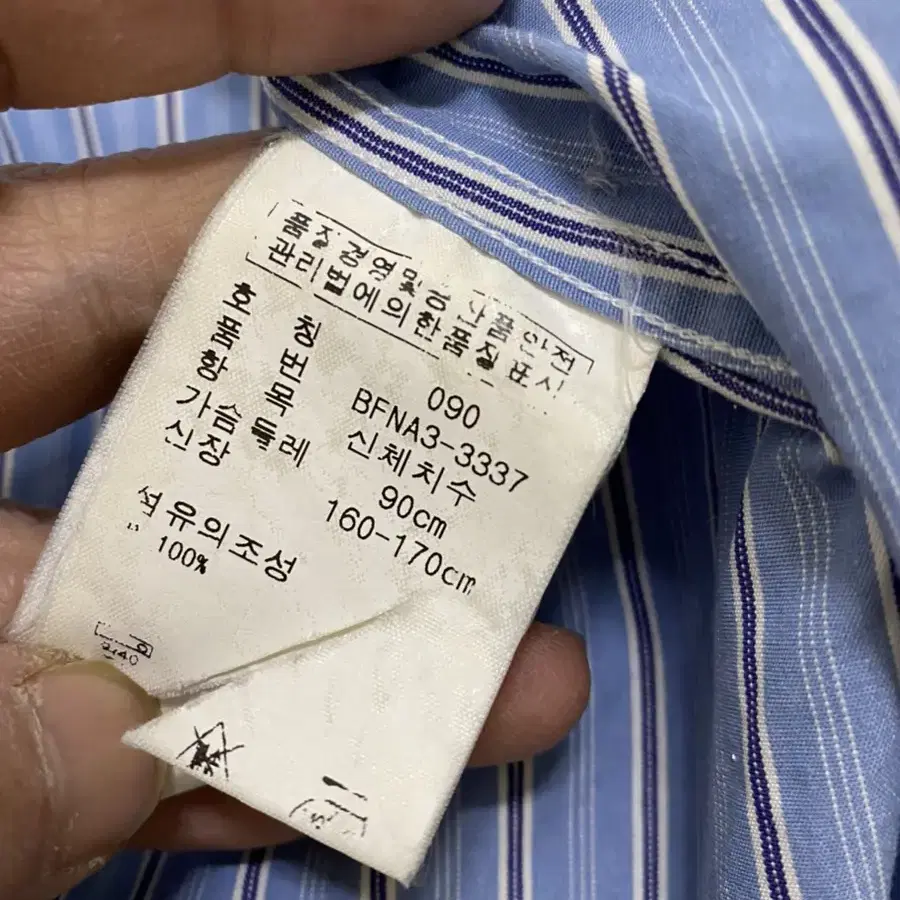 품질경영및공산품안전
관리법에의한품질표시
호 칭 090
품 번 BFNA3-3337
항 목 신체치수
가슴둘레 90cm
신장 160-170cm
섬유의조성
100%